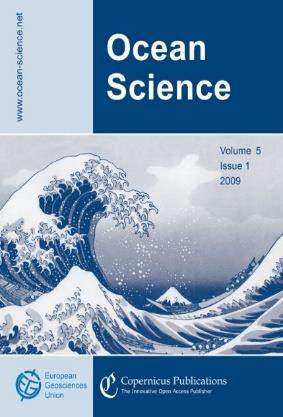 www.ocean-science.net
Ocean
Science
Volume 5
Issue 1
2009
EGU
European
Geosciences
Union
Copernicus Publications
The Innovative Open Access Publisher